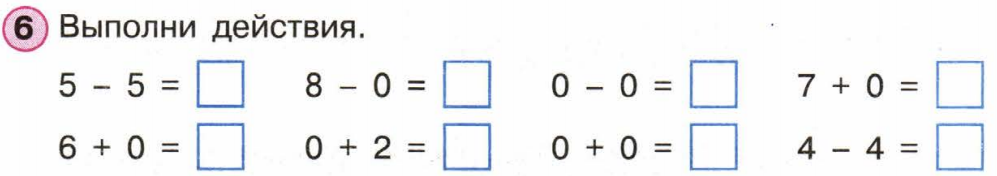 6 Выполни действия.
5 – 5 = 8 – 0 = 0 – 0 = 7 + 0 =
6 + 0 = 0 + 2 = 0 + 0 = 4 – 4 =